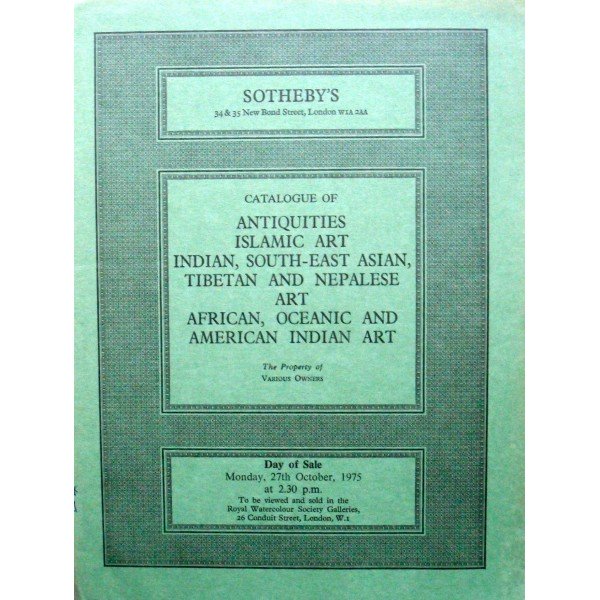 SOTHEBY'S
34 & 35 New Bond Street, London W1A 2AA
CATALOGUE OF
ANTIQUITIES
ISLAMIC ART
INDIAN, SOUTH-EAST ASIAN,
TIBETAN AND NEPALESE
ART
AFRICAN, OCEANIC AND
AMERICAN INDIAN ART
The Property of
VARIOUS OWNERS
Day of Sale
Monday, 27th October, 1975
at 2.30 p.m.
To be viewed and sold in the
Royal Watercolour Society Galleries,
26 Conduit Street, London, W.1